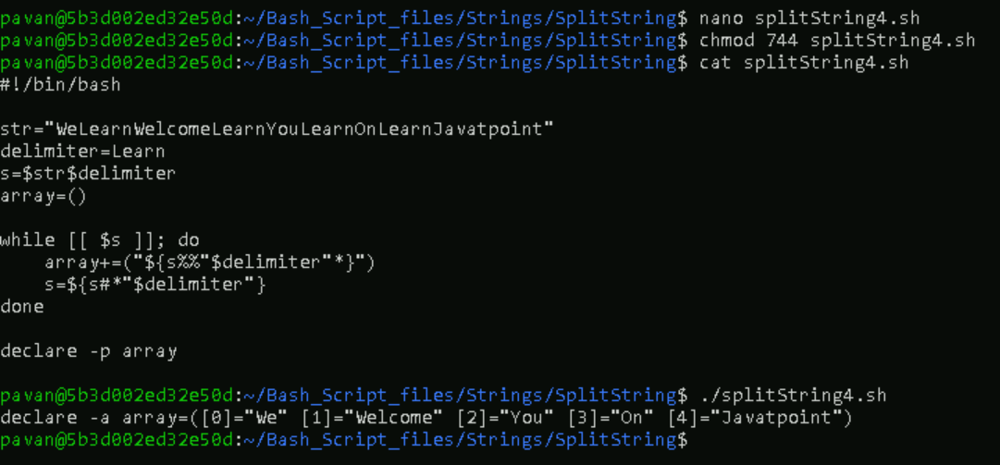 pavan@5b3d002ed32e50d:~/Bash_Script_files/Strings/SplitString$ nano splitString4.sh
pavan@5b3d002ed32e50d:~/Bash_Script_files/Strings/SplitString$ chmod 744 splitString4.sh
pavan@5b3d002ed32e50d:~/Bash_Script_files/Strings/SplitString$ cat splitString4.sh
#!/bin/bash

str="WeLearnWelcomeLearnYouLearnOnLearnJavatpoint"
delimiter=Learn
s=$str$delimiter
array=()

while [[ $s ]]; do
    array+=("${s%%"$delimiter"*}")
    s=${s#*"$delimiter"}
done

declare -p array

pavan@5b3d002ed32e50d:~/Bash_Script_files/Strings/SplitString$ ./splitString4.sh
declare -a array=([0]="We" [1]="Welcome" [2]="You" [3]="On" [4]="Javatpoint")
pavan@5b3d002ed32e50d:~/Bash_Script_files/Strings/SplitString$